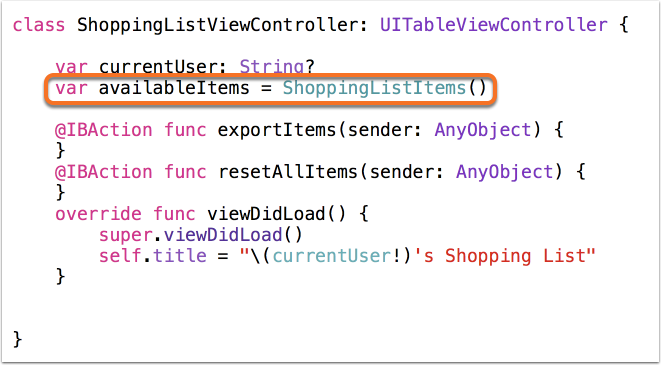 class ShoppingListViewController: UITableViewController {
var currentUser: String?
var availableItems = ShoppingListItems()
@IBAction func exportItems(sender: AnyObject) {
}
@IBAction func resetAllItems(sender: AnyObject) {
}
override func viewDidLoad() {
super.viewDidLoad()
self.title = "\(currentUser!)'s Shopping List"
}
}